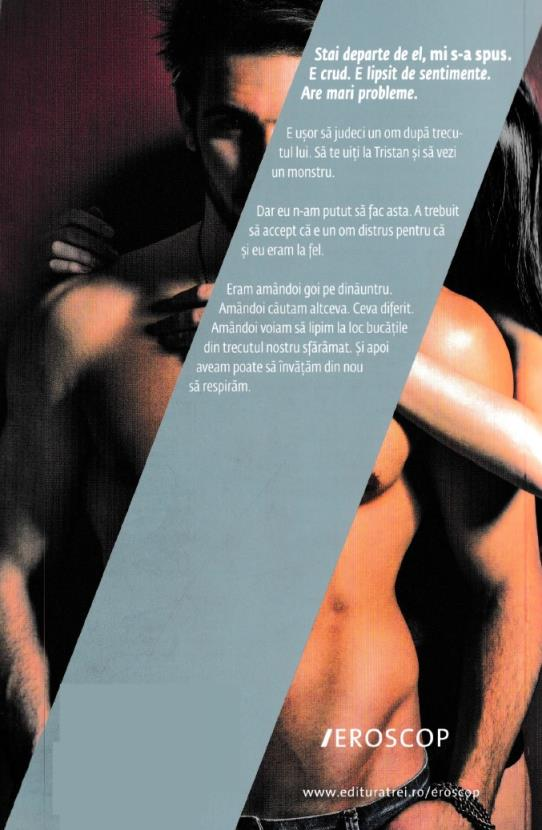 Stai departe de el, mi s-a spus.
E crud. E lipsit de sentimente.
Are mari probleme.
E ușor să judeci un om după trecu-
tul lui. Să te uiți la Tristan și să vezi
un monstru.
Dar eu n-am putut să fac asta. A trebuit
să accept că e un om distrus pentru că
și eu eram la fel.
Eram amândoi goi pe dinăuntru.
Amândoi căutam altceva. Ceva diferit.
Amândoi voiam să lipim la loc bucățile
din trecutul nostru sfărâmat. Și apoi
aveam poate să învățăm din nou
să respirăm.
/EROSCOP
www.edituratrei.ro/eroscop